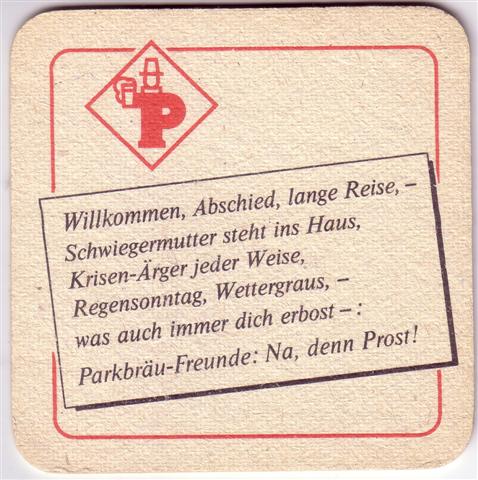 P
Willkommen, Abschied, lange Reise,–
Schwiegermutter steht ins Haus,
Krisen-Ärger jeder Weise,
Regensonntag, Wettergraus, –
was auch immer dich erbost – :
Parkbräu-Freunde: Na, denn Prost!